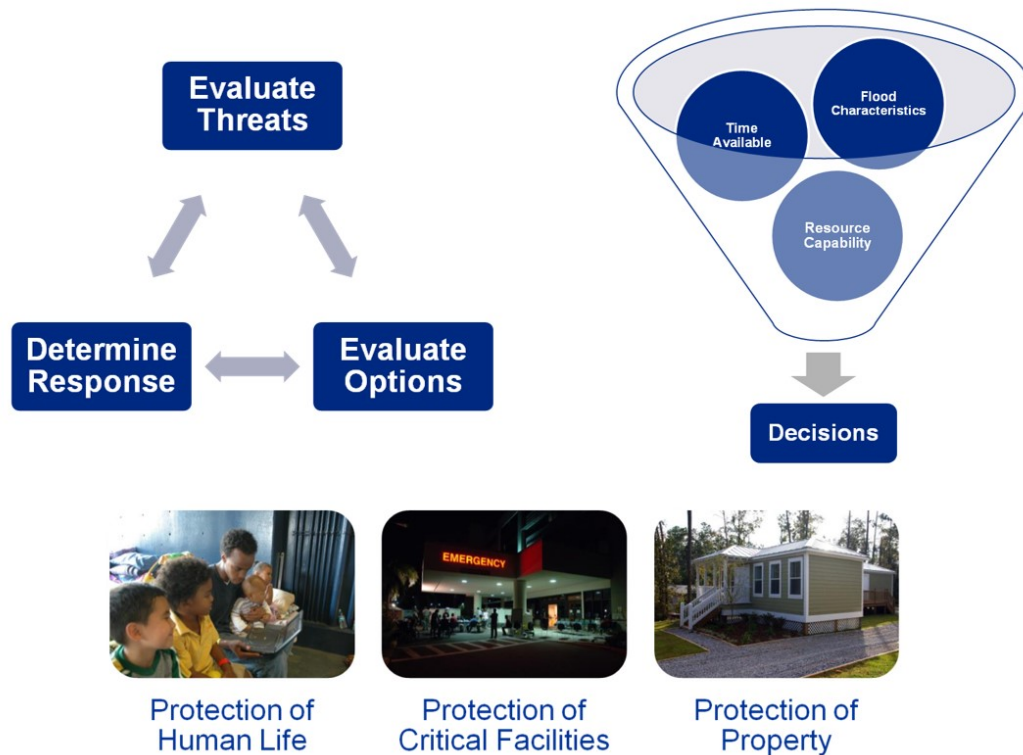 Evaluate
Threats
Determine
Response
Evaluate
Options
Time
Available
Flood
Characteristics
Resource
Capability
Decisions
EMERGENCY
Protection of
Human Life
Protection of
Critical Facilities
Protection of
Property